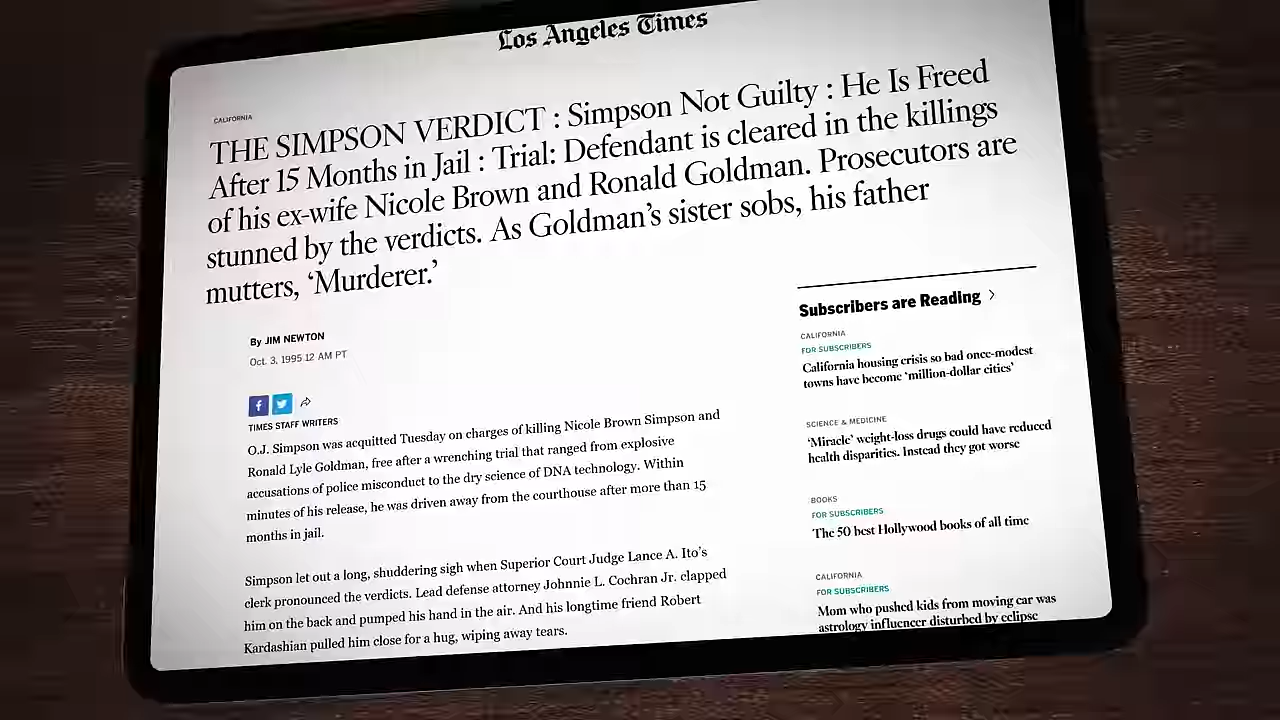 Los Angeles Times
CALIFORNIA
THE SIMPSON VERDICT : Simpson Not Guilty : He Is Freed
After 15 Months in Jail : Trial: Defendant is cleared in the killings
of his ex-wife Nicole Brown and Ronald Goldman. Prosecutors are
stunned by the verdicts. As Goldman’s sister sobs, his father
mutters, ‘Murderer.’
By JIM NEWTON
Oct. 3, 1995 12 AM PT
TIMES STAFF WRITERS
O.J. Simpson was acquitted Tuesday on charges of killing Nicole Brown Simpson and
Ronald Lyle Goldman, free after a wrenching trial that ranged from explosive
accusations of police misconduct to the dry science of DNA technology. Within
minutes of his release, he was driven away from the courthouse after more than 15
months in jail.
Simpson let out a long, shuddering sigh when Superior Court Judge Lance A. Ito’s
clerk pronounced the verdicts. Lead defense attorney Johnnie L. Cochran Jr. clapped
him on the back and pumped his hand in the air. And his longtime friend Robert
Kardashian pulled him close for a hug, wiping away tears.
Subscribers are Reading >
CALIFORNIA
FOR SUBSCRIBERS
California housing crisis so bad once-modest
towns have become ‘million-dollar cities’
SCIENCE & MEDICINE
‘Miracle’ weight-loss drugs could have reduced
health disparities. Instead they got worse
BOOKS
FOR SUBSCRIBERS
The 50 best Hollywood books of all time
CALIFORNIA
FOR SUBSCRIBERS
Mom who pushed kids from moving car was
astrology influencer disturbed by eclipse